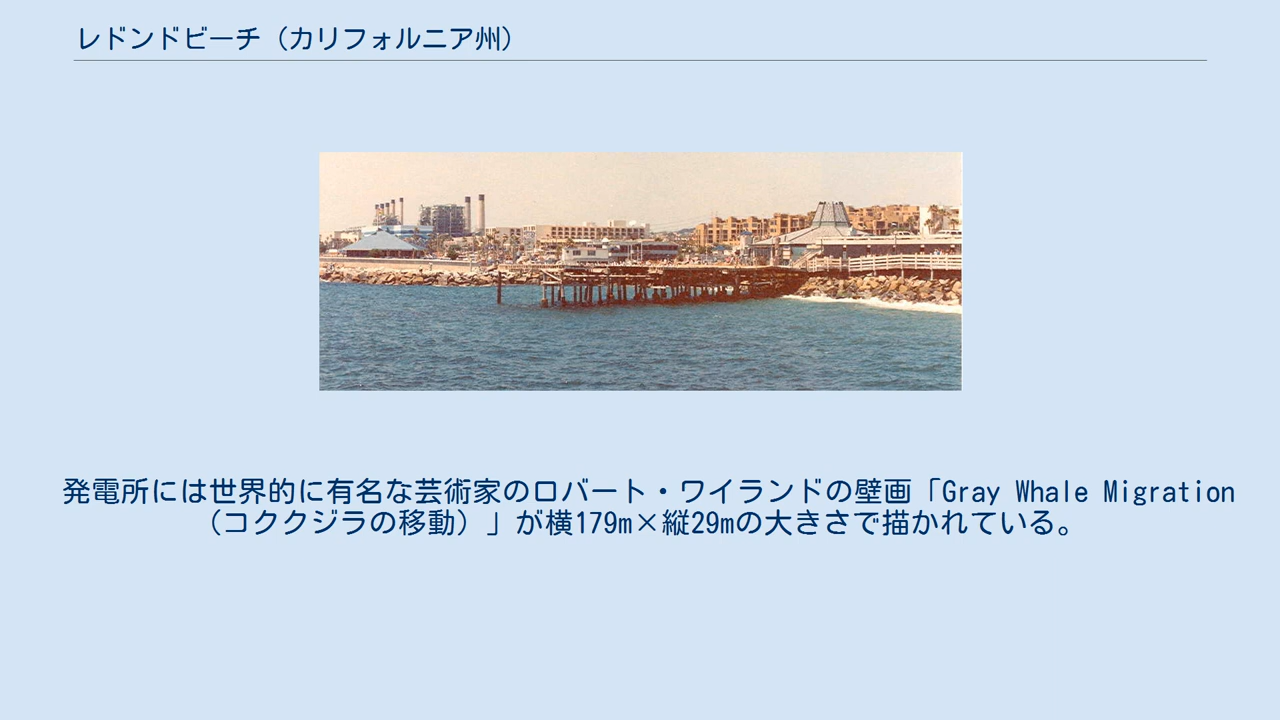 レドンドビーチ（カリフォルニア州）
発電所には世界的に有名な芸術家のロバート・ワイランドの壁画「Gray Whale Migration
（コククジラの移動）」が横179m×縦29mの大きさで描かれている。